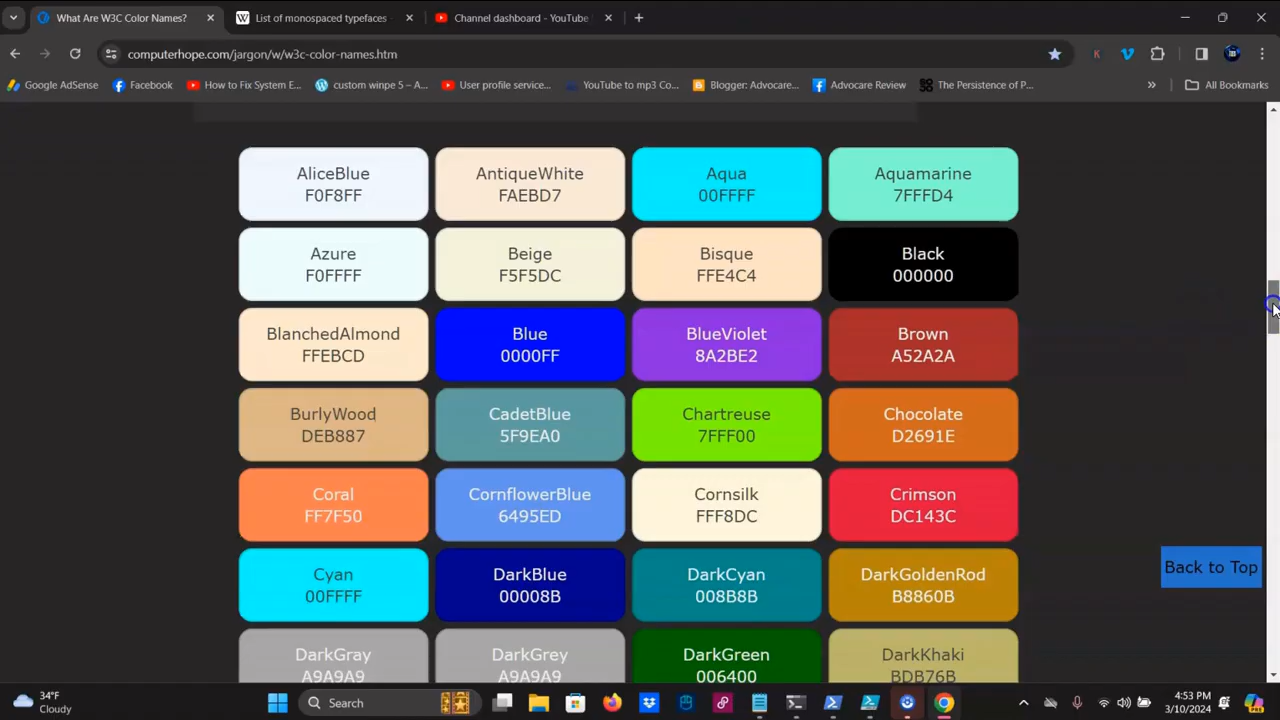 What Are W3C Color Names?
List of monospaced typefaces
Channel dashboard - YouTube
computerhope.com/jargon/w/w3c-color-names.htm
Google AdSense
Facebook
How to Fix System E...
custom winpe 5 – A...
User profile service...
YouTube to mp3 Co...
Blogger: Advocare...
Advocare Review
The Persistence of P...
All Bookmarks
AliceBlue
F0F8FF
AntiqueWhite
FAEBD7
Aqua
00FFFF
Aquamarine
7FFFD4
Azure
F0FFFF
Beige
F5F5DC
Bisque
FFE4C4
Black
000000
BlanchedAlmond
FFEBCD
Blue
0000FF
BlueViolet
8A2BE2
Brown
A52A2A
BurlyWood
DEB887
CadetBlue
5F9EA0
Chartreuse
7FFF00
Chocolate
D2691E
Coral
FF7F50
CornflowerBlue
6495ED
Cornsilk
FFF8DC
Crimson
DC143C
Cyan
00FFFF
DarkBlue
00008B
DarkCyan
008B8B
DarkGoldenRod
B8860B
Back to Top
DarkGray
A9A9A9
DarkGrey
A9A9A9
DarkGreen
006400
DarkKhaki
BDB76B
34°F
Cloudy
Search
4:53 PM
3/10/2024